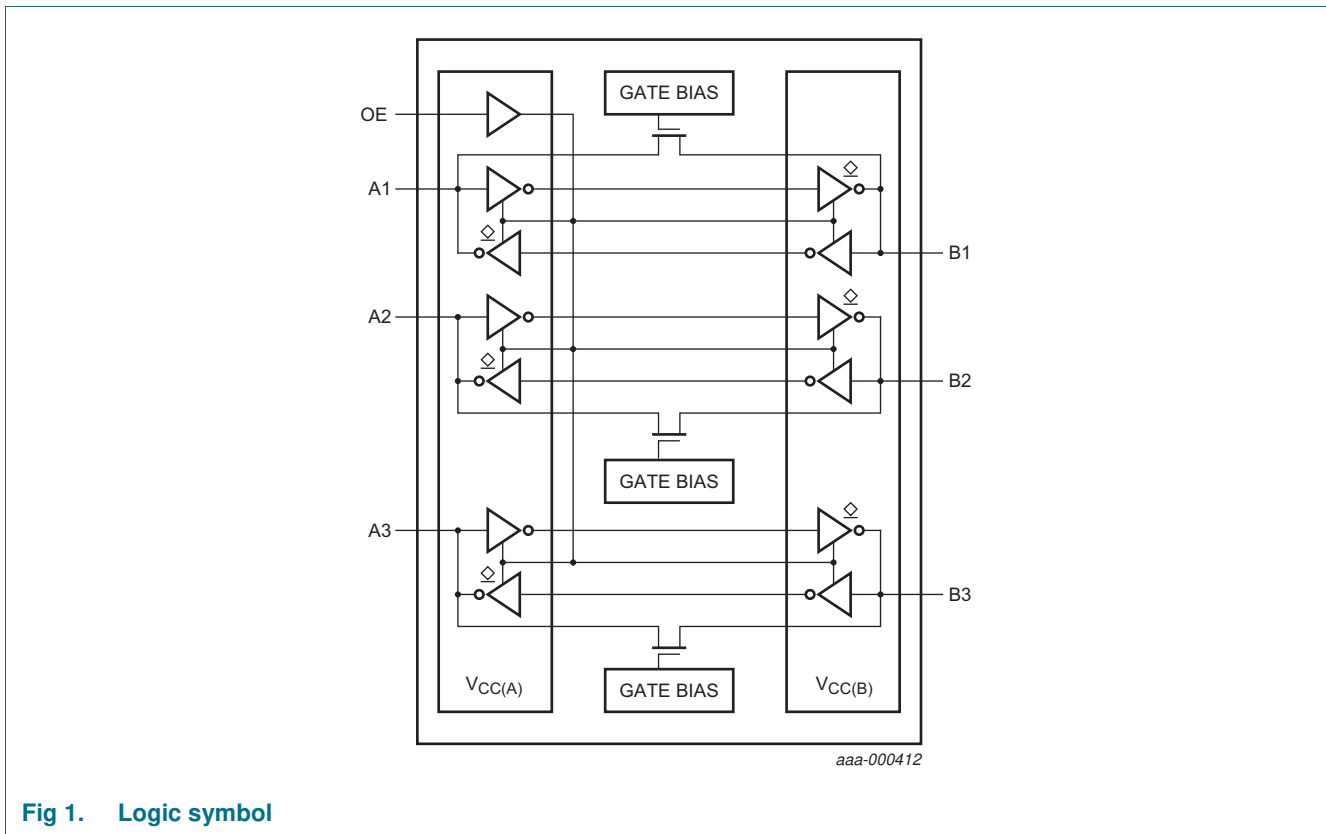 GATE BIAS
OE
A1
B1
A2
B2
GATE BIAS
A3
B3
VCC(A)
GATE BIAS
VCC(B)
aaa-000412
Fig 1. Logic symbol